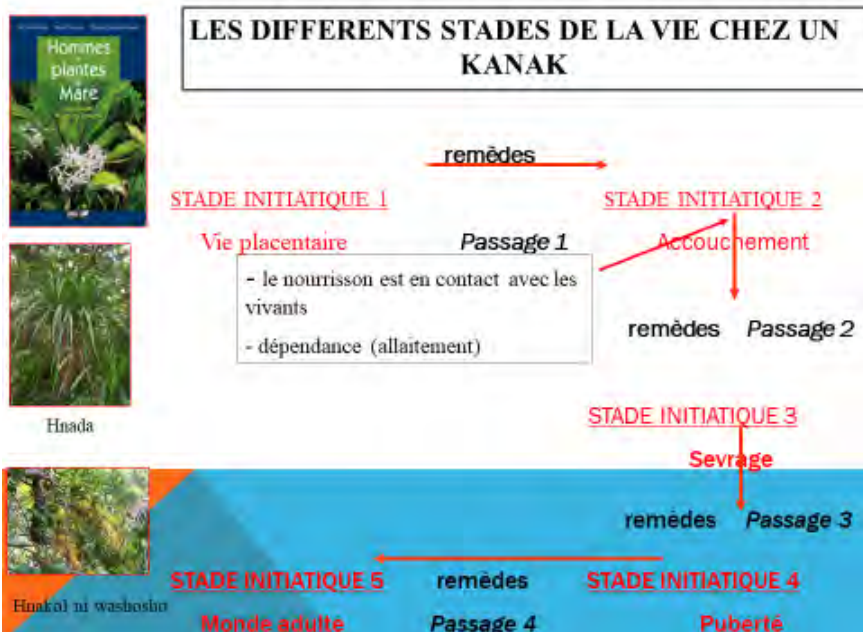 LES DIFFERENTS STADES DE LA VIE CHEZ UN
KANAK
Hommes
plantes
Mâré
remèdes
STADE INITIATIQUE 1
STADE INITIATIQUE 2
Vie placentaire
Passage 1
Accouchement
- le nourrisson est en contact avec les
vivants
- dépendance (allaitement)
remèdes Passage 2
Hnada
STADE INITIATIQUE 3
Sevrage
remèdes Passage 3
STADE INITIATIQUE 5
remèdes
STADE INITIATIQUE 4
Hnakol ni washosho
Monde adulte
Passage 4
Puberté